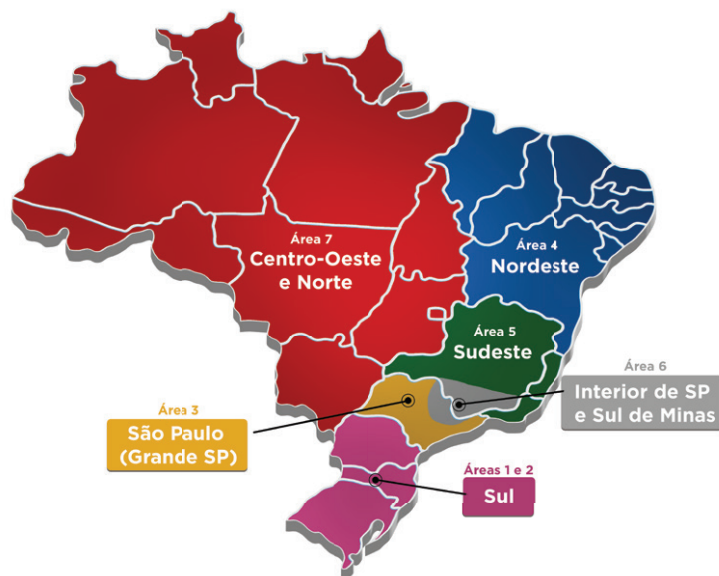 Área 7
Centro-Oeste
e Norte
Área 4
Nordeste
Área 5
Sudeste
Área 6
Interior de SP
e Sul de Minas
Área 3
São Paulo
(Grande SP)
Áreas 1 e 2
Sul